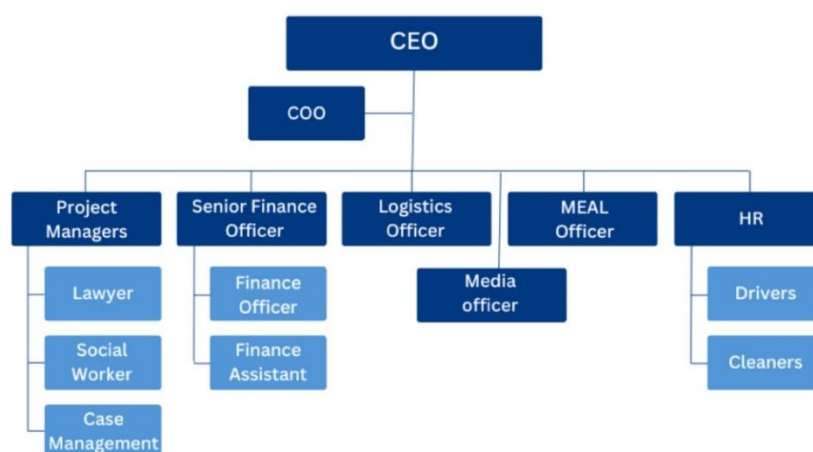 CEO
COO
Project
Managers
Senior Finance
Officer
Logistics
Officer
MEAL
Officer
HR
Media
officer
Lawyer
Social
Worker
Case
Management
Finance
Officer
Finance
Assistant
Drivers
Cleaners